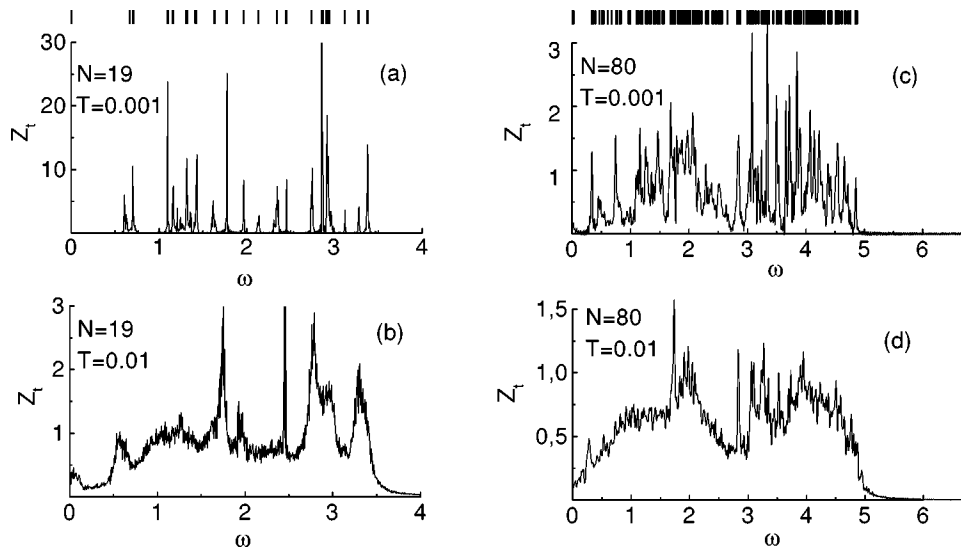 30
20
10
Z_t
N=19
T=0.001
(a)
0 1 2 3 4
ω
3
2
1
Z_t
N=19
T=0.01
(b)
0 1 2 3 4
ω
3
2
1
0
Z_t
N=80
T=0.001
(c)
0 1 2 3 4 5 6
ω
1,5
1,0
0,5
Z_t
N=80
T=0.01
(d)
0 1 2 3 4 5 6
ω